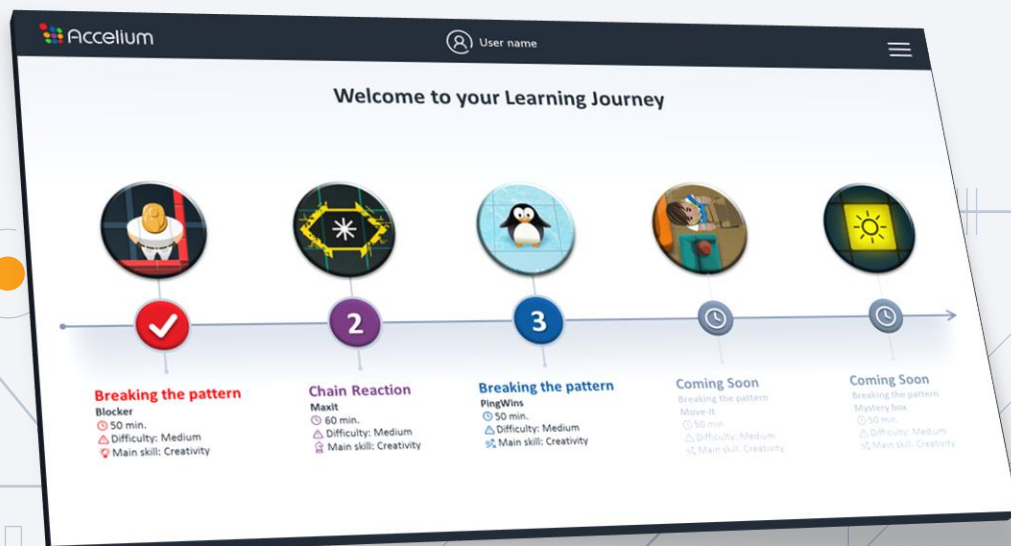 Accelium
User name
Welcome to your Learning Journey
2
3
Breaking the pattern
Blocker
50 min.
Difficulty: Medium
Main skill: Creativity
Chain Reaction
MaxIt
60 min.
Difficulty: Medium
Main skill: Creativity
Breaking the pattern
PingWins
50 min.
Difficulty: Medium
Main skill: Creativity
Coming Soon
Breaking the pattern
Move-It
50 min.
Difficulty: Medium
Main skill: Creativity
Coming Soon
Breaking the pattern
Mystery box
50 min.
Difficulty: Medium
Main skill: Creativity